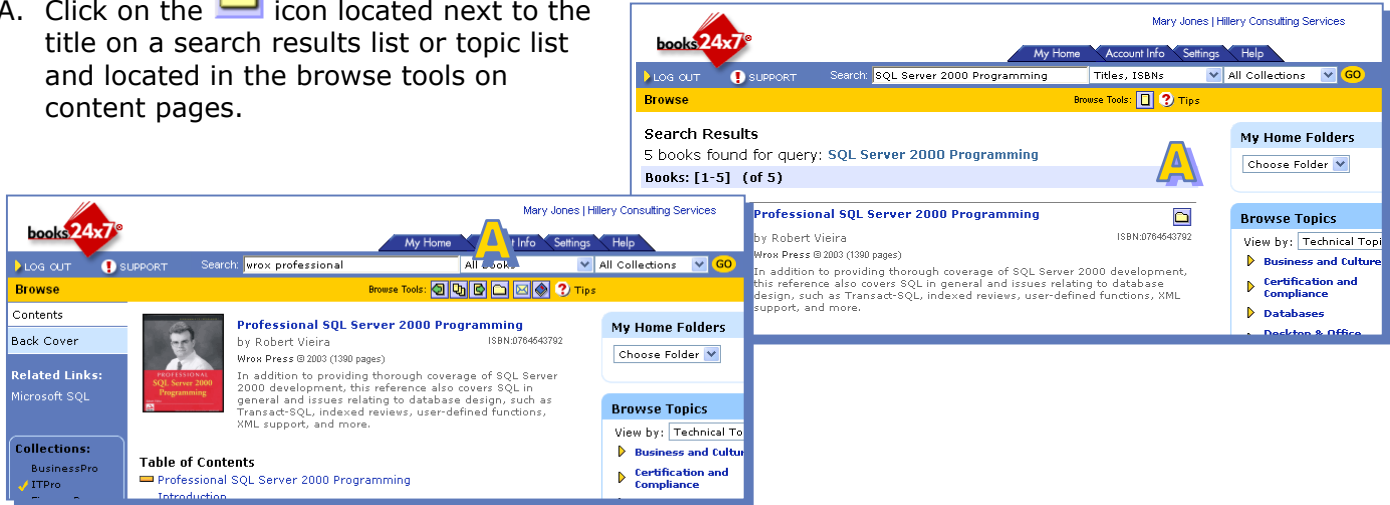 A. Click on the icon located next to the
title on a search results list or topic list
and located in the browse tools on
content pages.
Mary Jones | Hillery Consulting Services
books24x7®
My Home Account Info Settings Help
LOG OUT SUPPORT Search: SQL Server 2000 Programming Titles, ISBNs All Collections GO
Browse Browse Tools: Tips
Search Results
5 books found for query: SQL Server 2000 Programming
Books: [1-5] (of 5)
A
My Home Folders
Choose Folder
Professional SQL Server 2000 Programming
by Robert Vieira ISBN:0764543792
Wrox Press © 2003 (1390 pages)
In addition to providing thorough coverage of SQL Server 2000 development,
this reference also covers SQL in general and issues relating to database
design, such as Transact-SQL, indexed reviews, user-defined functions, XML
support, and more.
Browse Topics
View by: Technical Topi
Business and Culture
Certification and
Compliance
Databases
Desktop & Office
Mary Jones | Hillery Consulting Services
books24x7®
My Home A t Info Settings Help
LOG OUT SUPPORT Search: wrox professional All Books All Collections GO
Browse Browse Tools: Tips
Contents
Back Cover
Related Links:
Microsoft SQL
Collections:
BusinessPro
ITPro
PROFESSIONAL
SQL Server 2000
Programming
Professional SQL Server 2000 Programming
by Robert Vieira ISBN:0764543792
Wrox Press © 2003 (1390 pages)
In addition to providing thorough coverage of SQL Server
2000 development, this reference also covers SQL in
general and issues relating to database design, such as
Transact-SQL, indexed reviews, user-defined functions,
XML support, and more.
Table of Contents
Professional SQL Server 2000 Programming
Introduction
My Home Folders
Choose Folder
Browse Topics
View by: Technical To
Business and Cultur
Certification and
Compliance